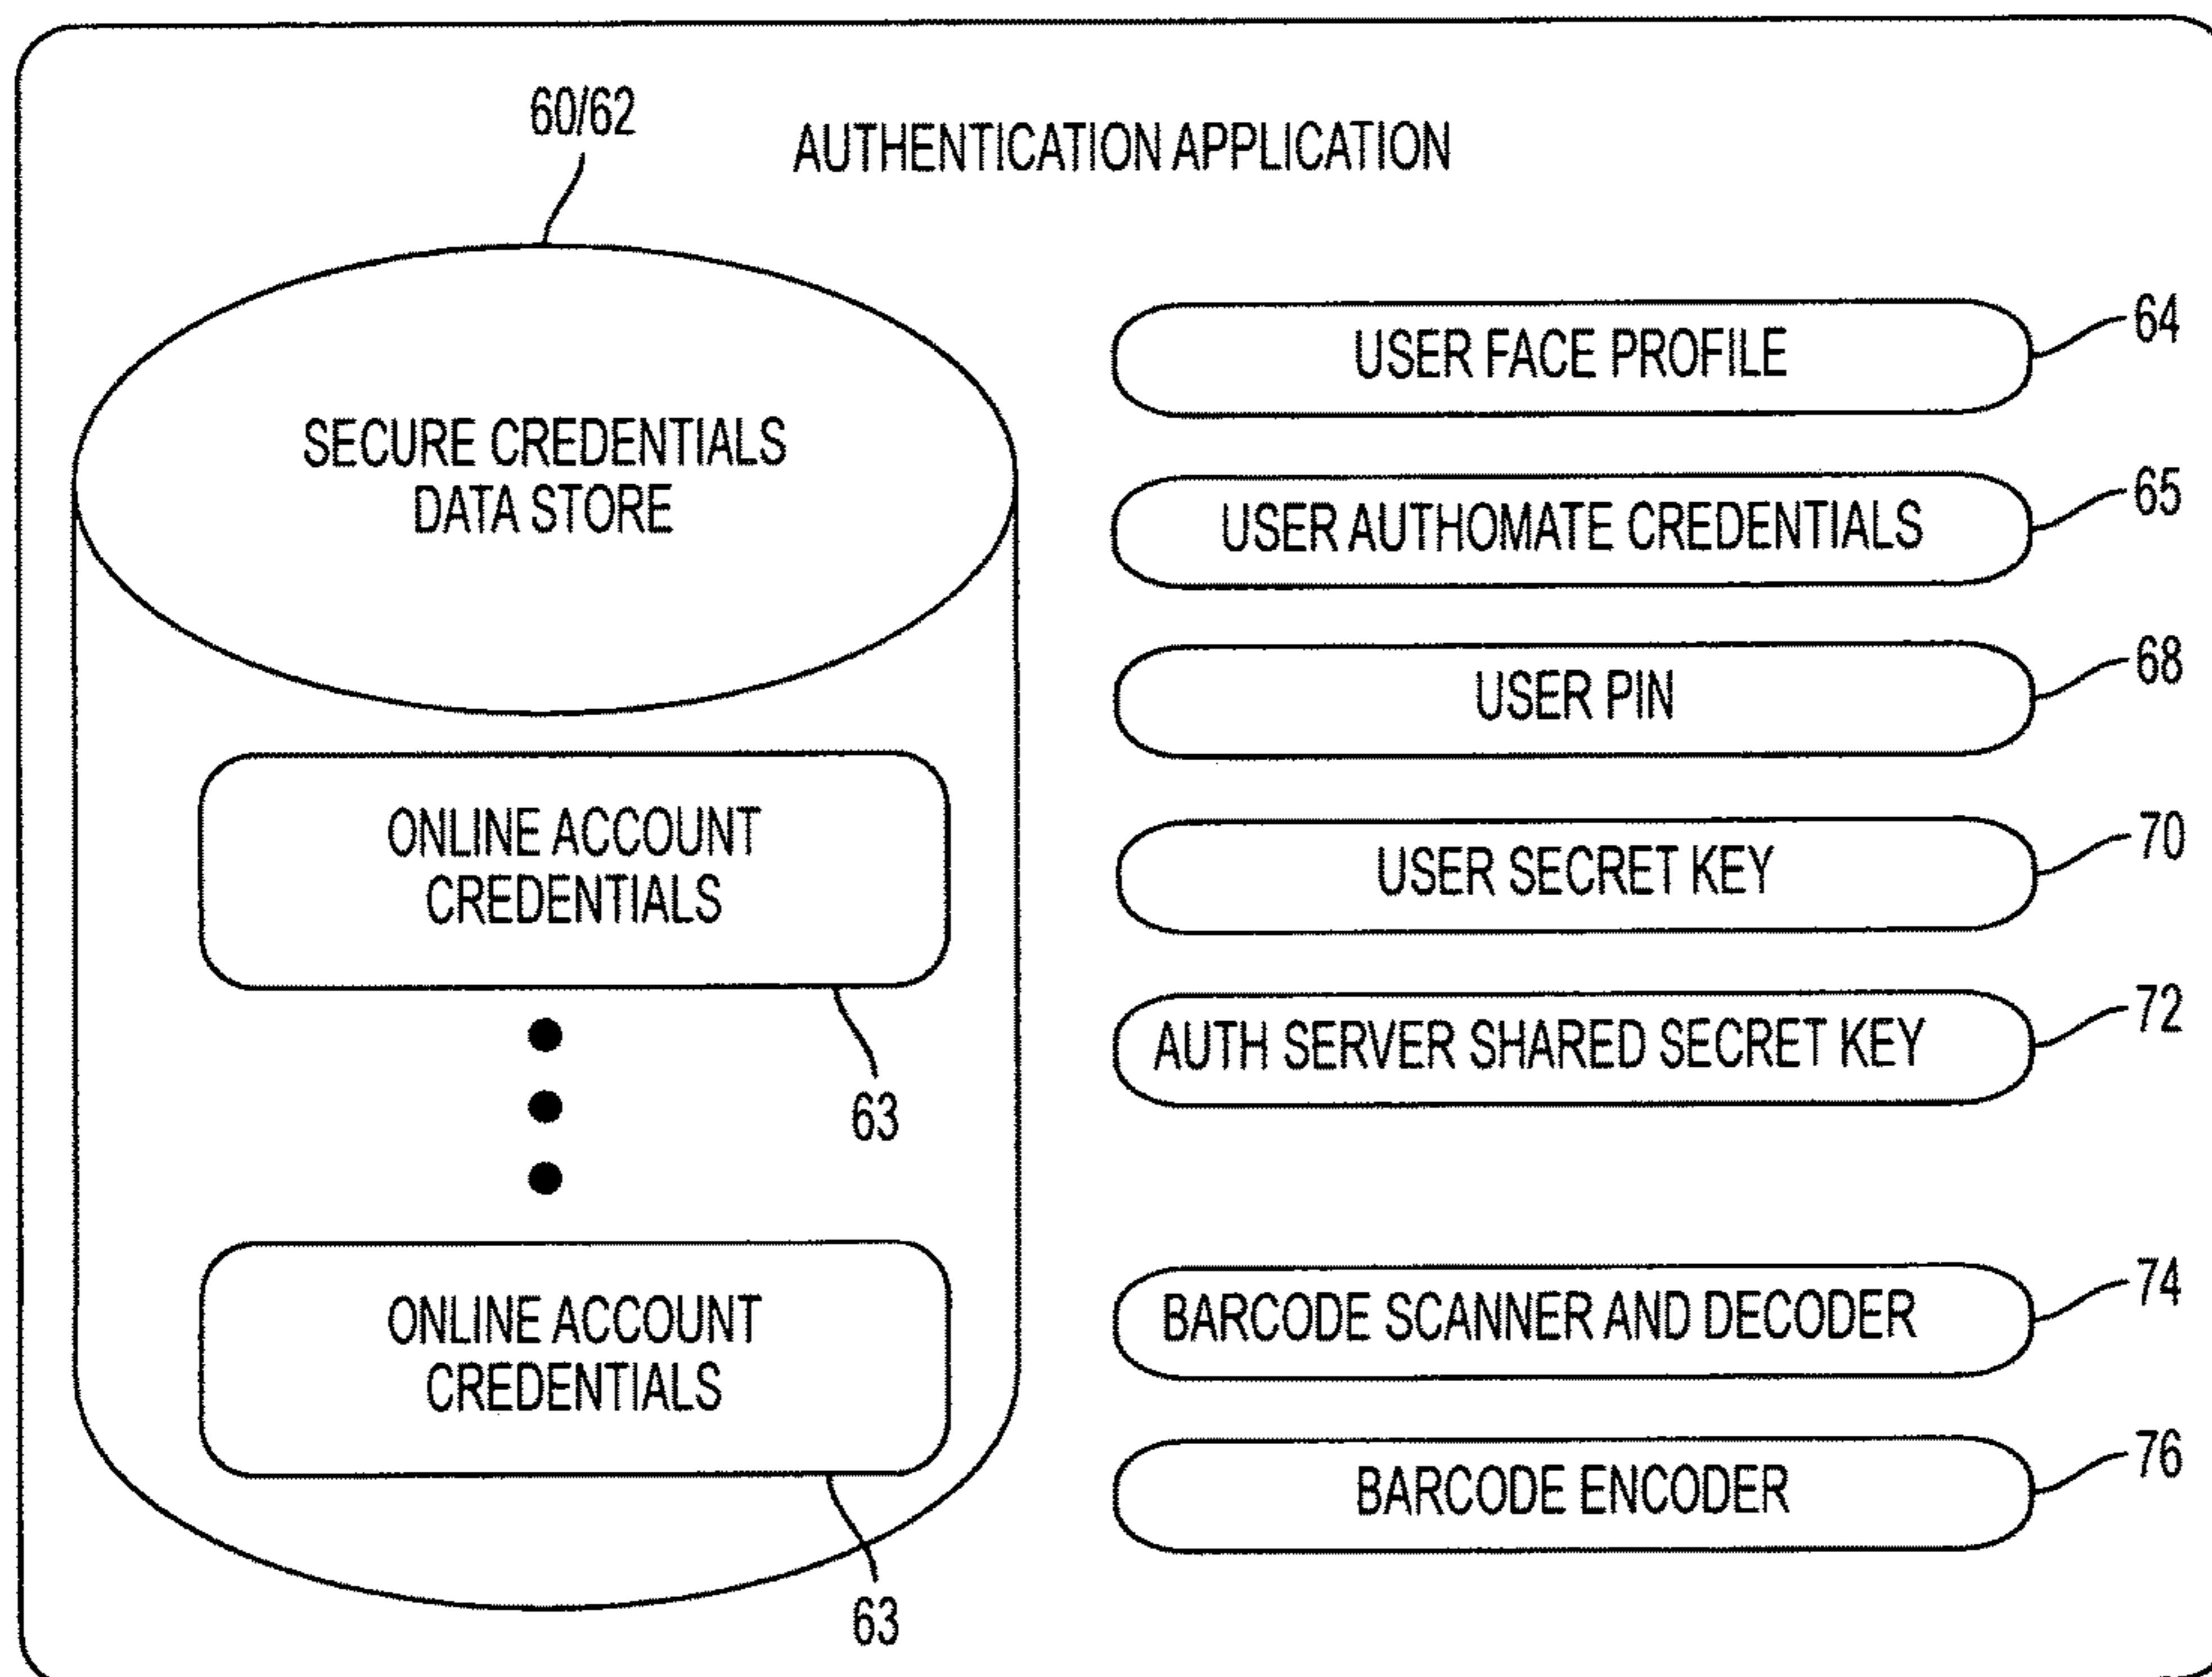 60/62
AUTHENTICATION APPLICATION
SECURE CREDENTIALS
DATA STORE
ONLINE ACCOUNT
CREDENTIALS
63
ONLINE ACCOUNT
CREDENTIALS
63
USER FACE PROFILE
64
USER AUTHOMATE CREDENTIALS
65
USER PIN
68
USER SECRET KEY
70
AUTH SERVER SHARED SECRET KEY
72
BARCODE SCANNER AND DECODER
74
BARCODE ENCODER
76